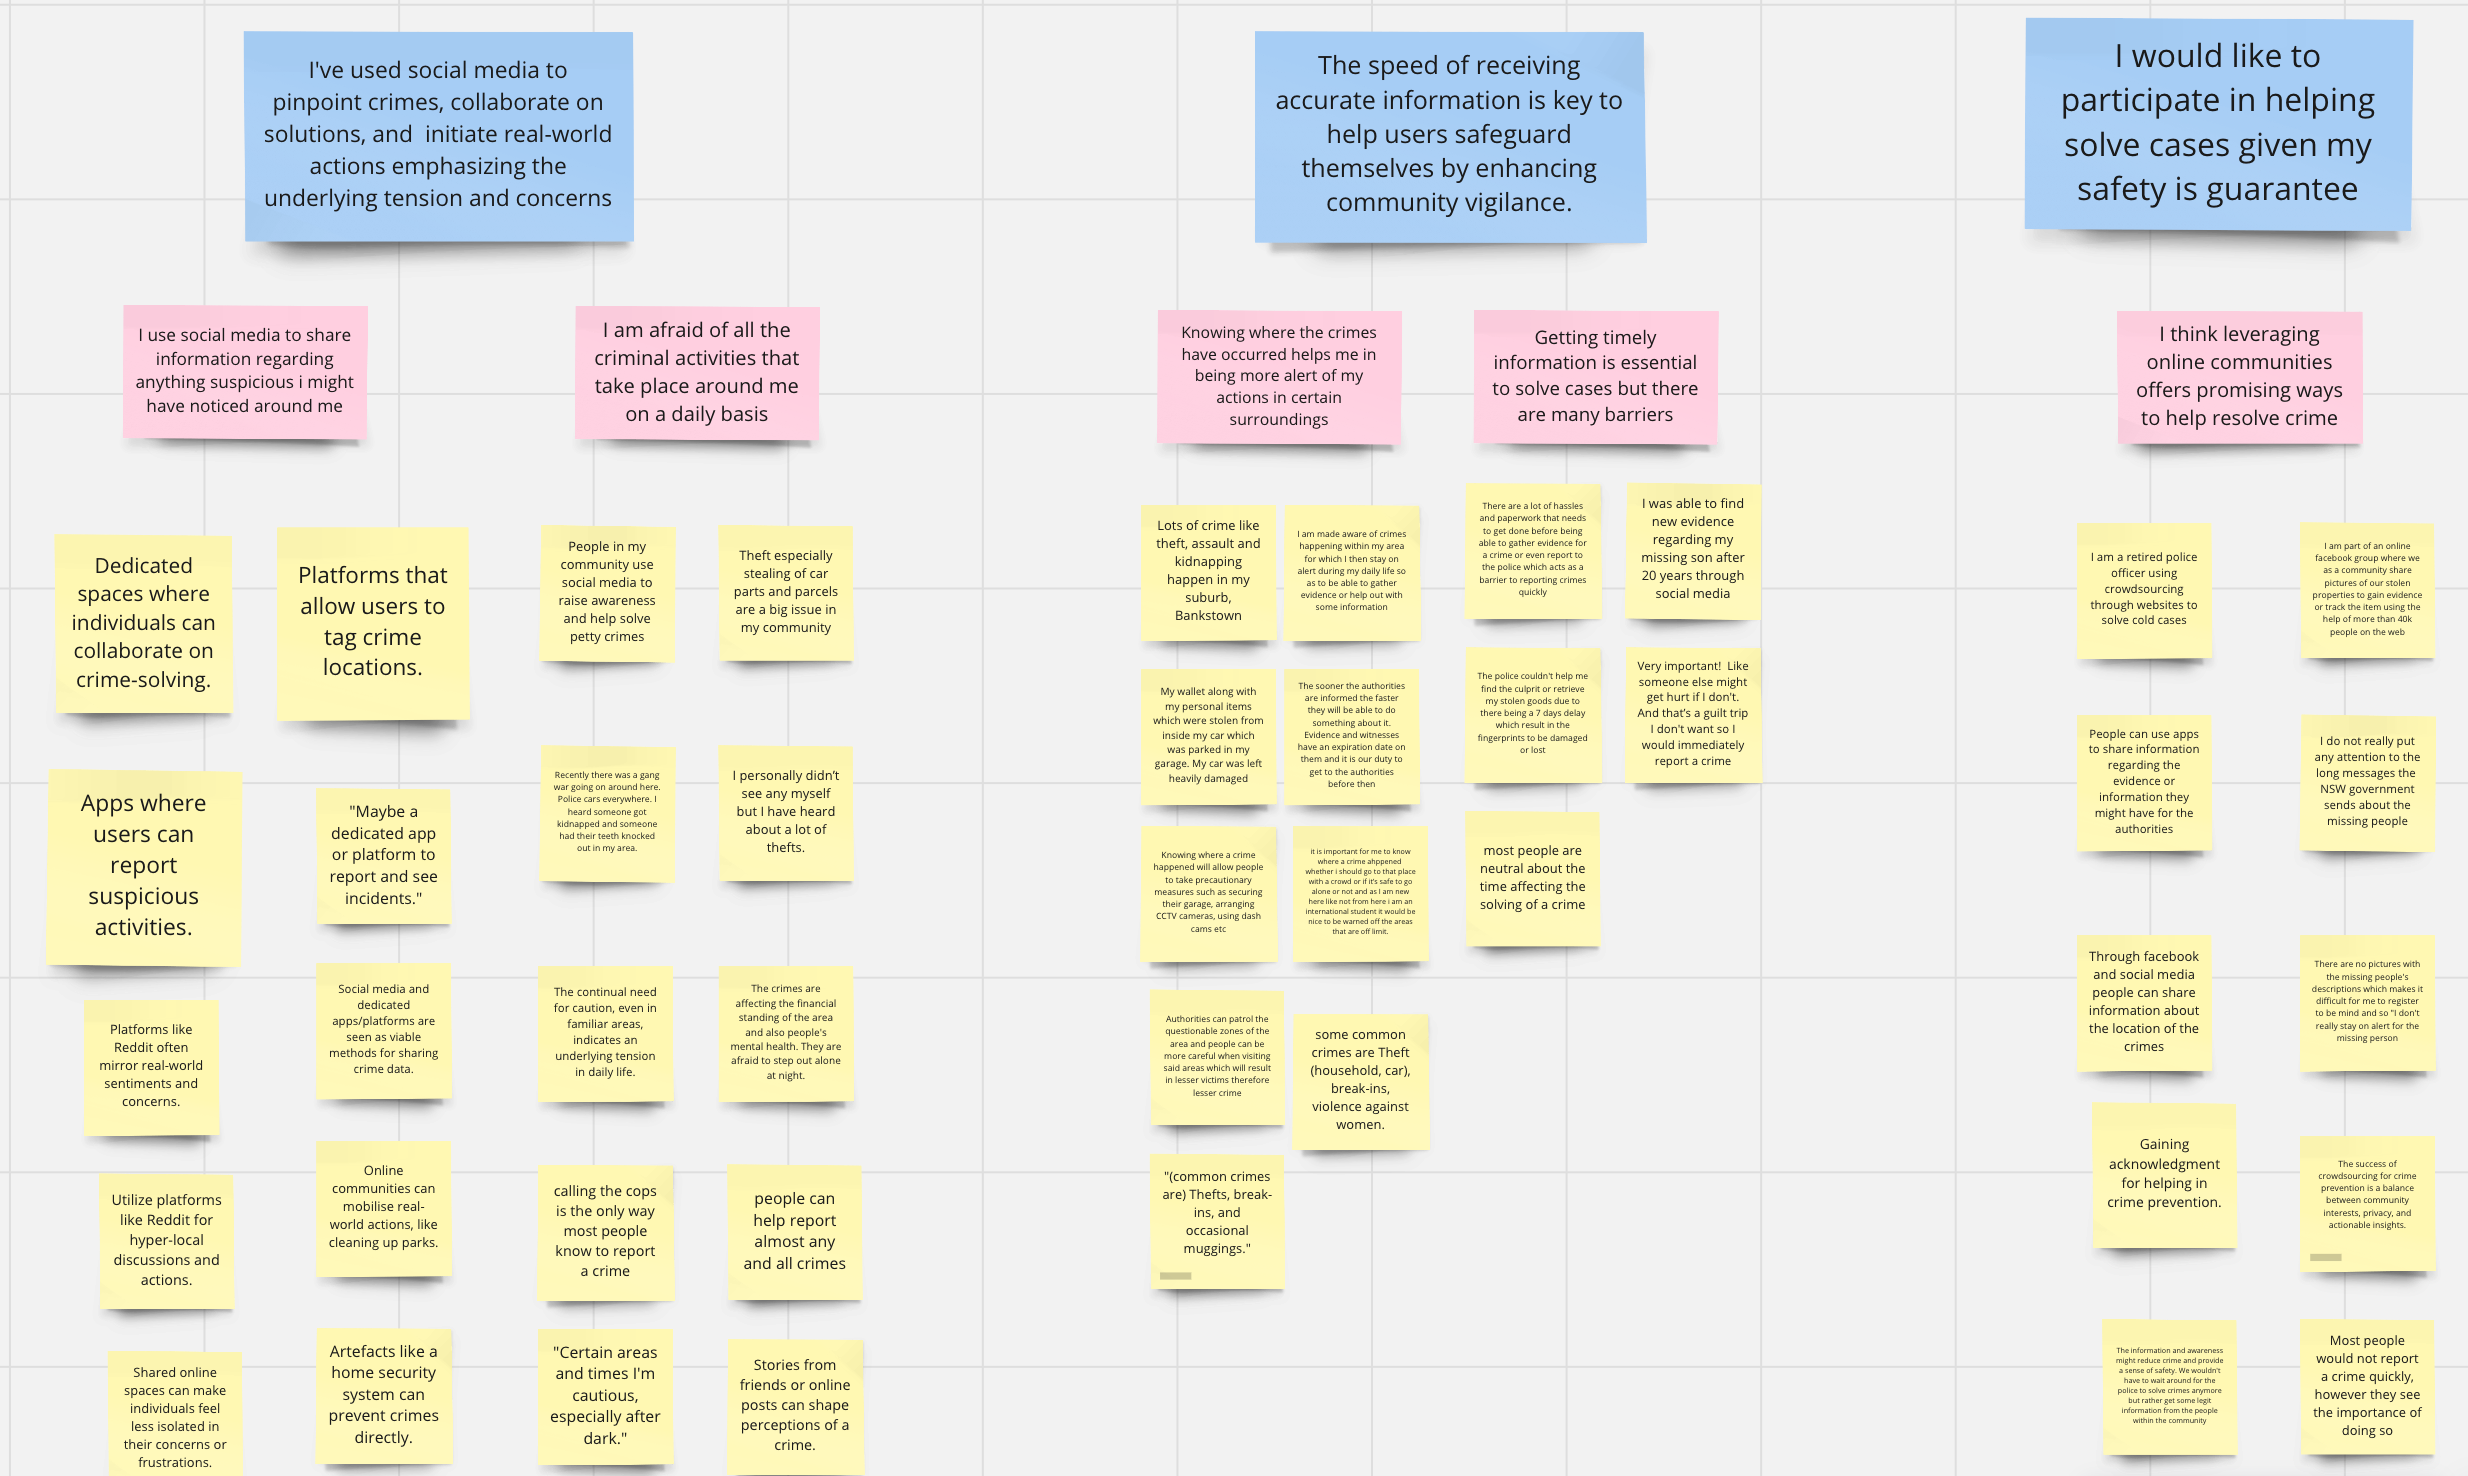 I've used social media to
pinpoint crimes, collaborate on
solutions, and initiate real-world
actions emphasizing the
underlying tension and concerns
The speed of receiving
accurate information is key to
help users safeguard
themselves by enhancing
community vigilance.
I would like to
participate in helping
solve cases given my
safety is guarantee
I use social media to share
information regarding
anything suspicious i might
have noticed around me
I am afraid of all the
criminal activities that
take place around me
on a daily basis
Knowing where the crimes
have occurred helps me in
being more alert of my
actions in certain
surroundings
Getting timely
information is essential
to solve cases but there
are many barriers
I think leveraging
online communities
offers promising ways
to help resolve crime
Dedicated
spaces where
individuals can
collaborate on
crime-solving.
Platforms that
allow users to
tag crime
locations.
Apps where
users can
report
suspicious
activities.
"Maybe a
dedicated app
or platform to
report and see
incidents."
Platforms like
Reddit often
mirror real-world
sentiments and
concerns.
Social media and
dedicated
apps/platforms are
seen as viable
methods for sharing
crime data.
Utilize platforms
like Reddit for
hyper-local
discussions and
actions.
Online
communities can
mobilise real-
world actions, like
cleaning up parks.
Shared online
spaces can make
individuals feel
less isolated in
their concerns or
frustrations.
Artefacts like a
home security
system can
prevent crimes
directly.
People in my
community use
social media to
raise awareness
and help solve
petty crimes
Theft especially
stealing of car
parts and parcels
are a big issue in
my community
Recently there was a gang
war going on around here.
Police cars everywhere. I
heard someone got
kidnapped and someone
had their teeth knocked
out in my area.
I personally didn't
see any myself
but I have heard
about a lot of
thefts.
The continual need
for caution, even in
familiar areas,
indicates an
underlying tension
in daily life.
The crimes are
affecting the financial
standing of the area
and also people's
mental health. They are
afraid to step out alone
at night.
calling the cops
is the only way
most people
know to report
a crime
people can
help report
almost any
and all crimes
"Certain areas
and times I'm
cautious,
especially after
dark."
Stories from
friends or online
posts can shape
perceptions of a
crime.
Lots of crime like
theft, assault and
kidnapping
happen in my
suburb,
Bankstown
I am made aware of crimes
happening within my area
for which I then stay on
alert during my daily life so
as to be able to gather
evidence or help out with
some information
My wallet along with
my personal items
which were stolen from
inside my car which
was parked in my
garage. My car was left
heavily damaged
The sooner the authorities
are informed the faster
they will be able to do
something about it.
Evidence and witnesses
have an expiration date on
them and it is our duty to
get to the authorities
before then
Knowing where a crime
happened will allow people
to take precautionary
measures such as securing
their garage, arranging
CCTV cameras, using dash
cams etc
it is important for me to know
where a crime ahppened
whether i should go to that place
with a crowd or if it's safe to go
alone or not and as I am new
here like not from here i am an
international student it would be
nice to be warned off the areas
that are off limit.
Authorities can patrol the
questionable zones of the
area and people can be
more careful when visiting
said areas which will result
in lesser victims therefore
lesser crime
some common
crimes are Theft
(household, car),
break-ins,
violence against
women.
"(common crimes
are) Thefts, break-
ins, and
occasional
muggings."
There are a lot of hassles
and paperwork that needs
to get done before being
able to gather evidence for
a crime or even report to
the police which acts as a
barrier to reporting crimes
quickly
I was able to find
new evidence
regarding my
missing son after
20 years through
social media
The police couldn't help me
find the culprit or retrieve
my stolen goods due to
there being a 7 days delay
which result in the
fingerprints to be damaged
or lost
Very important! Like
someone else might
get hurt if I don't.
And that's a guilt trip
I don't want so I
would immediately
report a crime
most people are
neutral about the
time affecting the
solving of a crime
I am a retired police
officer using
crowdsourcing
through websites to
solve cold cases
I am part of an online
facebook group where we
as a community share
pictures of our stolen
properties to gain evidence
or track the item using the
help of more than 40k
people on the web
People can use apps
to share information
regarding the
evidence or
information they
might have for the
authorities
I do not really put
any attention to the
long messages the
NSW government
sends about the
missing people
Through facebook
and social media
people can share
information about
the location of the
crimes
There are no pictures with
the missing people's
descriptions which makes it
difficult for me to register
to be mind and so "I don't
really stay on alert for the
missing person
Gaining
acknowledgment
for helping in
crime prevention.
The success of
crowdsourcing for crime
prevention is a balance
between community
interests, privacy, and
actionable insights.
The information and awareness
might reduce crime and provide
a sense of safety. We wouldn't
have to wait around for the
police to solve crimes anymore
but rather get some legit
information from the people
within the community
Most people
would not report
a crime quickly,
however they see
the importance of
doing so